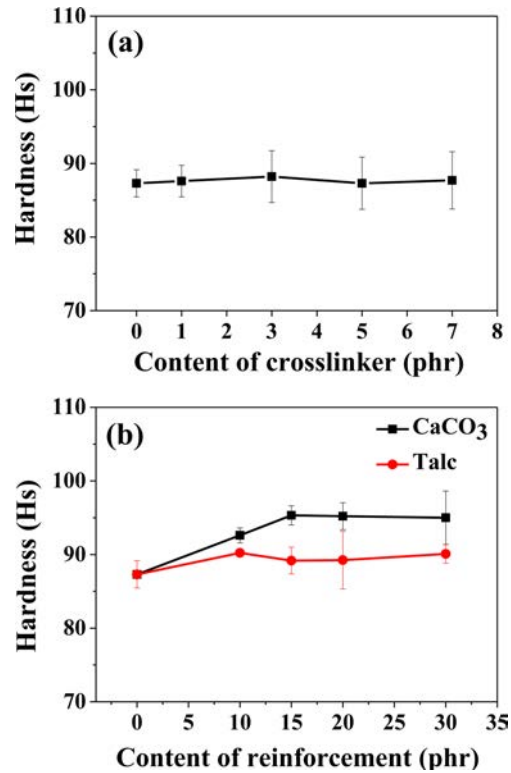 (a)
Hardness (Hs)
110
100
90
80
70
0 1 2 3 4 5 6 7 8
Content of crosslinker (phr)
(b)
CaCO3
Talc
Hardness (Hs)
110
100
90
80
70
0 5 10 15 20 25 30 35
Content of reinforcement (phr)